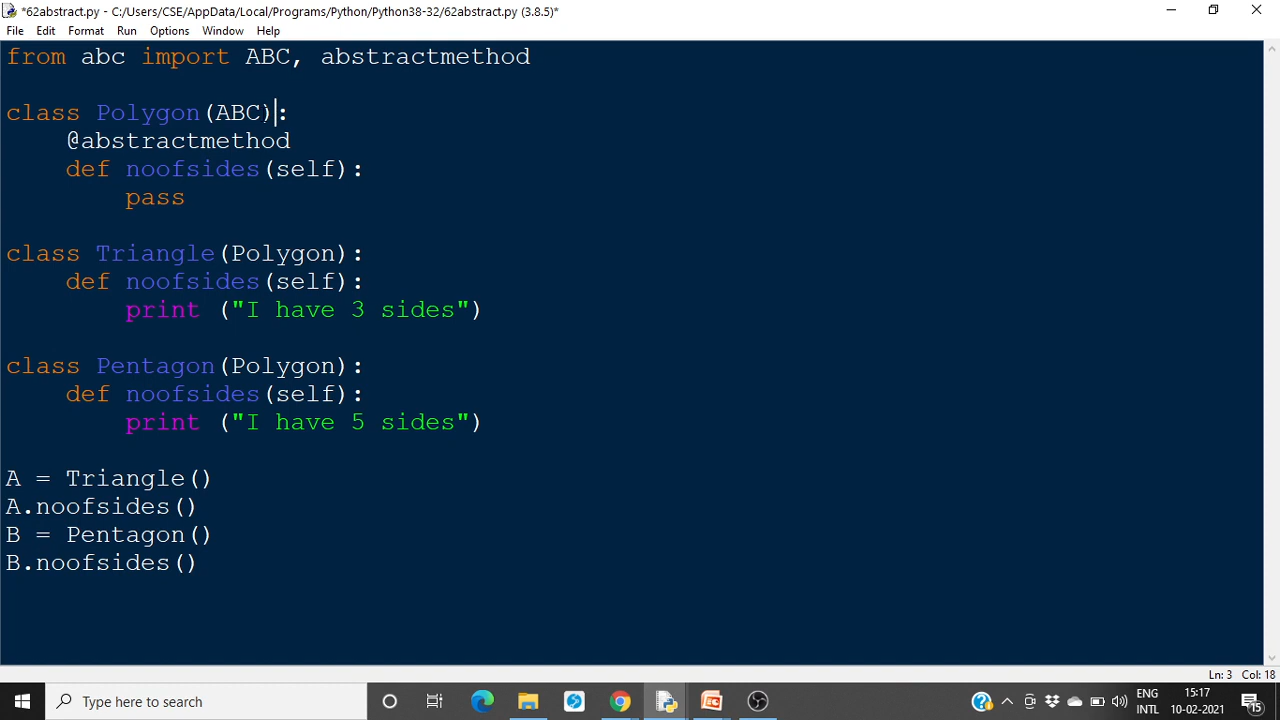 *62abstract.py - C:/Users/CSE/AppData/Local/Programs/Python/Python38-32/62abstract.py (3.8.5)*
File Edit Format Run Options Window Help
from abc import ABC, abstractmethod
class Polygon(ABC):
    @abstractmethod
    def noofsides(self):
        pass
class Triangle(Polygon):
    def noofsides(self):
        print ("I have 3 sides")
class Pentagon(Polygon):
    def noofsides(self):
        print ("I have 5 sides")
A = Triangle()
A.noofsides()
B = Pentagon()
B.noofsides()
Ln: 3 Col: 18
Type here to search
ENG 15:17
INTL 10-02-2021 15